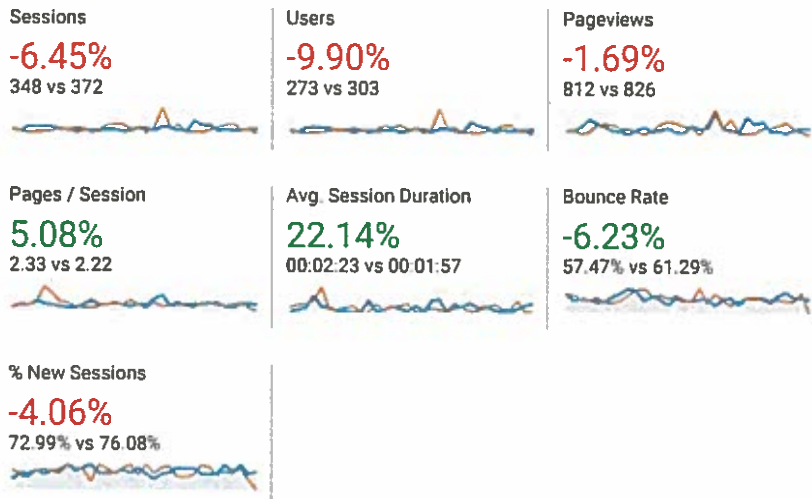 Sessions
-6.45%
348 vs 372
Users
-9.90%
273 vs 303
Pageviews
-1.69%
812 vs 826
Pages / Session
5.08%
2.33 vs 2.22
Avg. Session Duration
22.14%
00:02:23 vs 00:01:57
Bounce Rate
-6.23%
57.47% vs 61.29%
% New Sessions
-4.06%
72.99% vs 76.08%